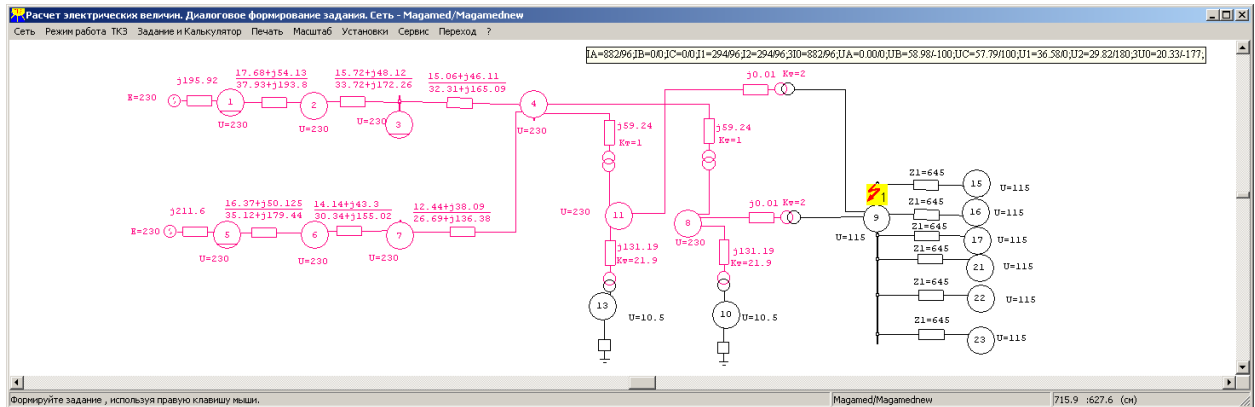 Расчет электрических величин. Диалоговое формирование задания. Сеть - Magamed/Magamednew
Сеть Режим работа ТКЗ Задание и Калькулятор Печать Масштаб Установки Сервис Переход ?
IA=882/96;IB=0/0;IC=0/0;I1=294/96;I2=294/96;3I0=882/96;UA=0.00/0;UB=58.98/-100;UC=57.79/100;U1=36.58/0;U2=29.82/180;3U0=20.33/-177;
j195.92
17.68+j54.13
37.93+j193.8
15.72+j48.12
33.72+j172.26
15.06+j46.11
32.31+j165.09
j0.01 Kт=2
E=230
1
2
3
4
U=230
U=230
U=230
U=230
j59.24
Kт=1
j59.24
Kт=1
j211.6
16.37+j50.125
35.12+j179.44
14.14+j43.3
30.34+j155.02
12.44+j38.09
26.69+j136.38
E=230
5
6
7
U=230
U=230
U=230
U=230
11
8
U=230
j0.01 Kт=2
1
9
U=115
j131.19
Kт=21.9
j131.19
Kт=21.9
13
U=10.5
10
U=10.5
Z1=645
15
U=115
Z1=645
16
U=115
Z1=645
17
U=115
Z1=645
21
U=115
Z1=645
22
U=115
Z1=645
23
U=115
Формируйте задание , используя правую клавишу мыши.
Magamed/Magamednew
715.9 :627.6 (см)